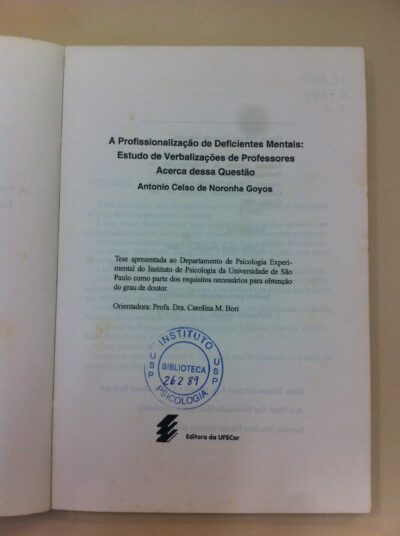 A Profissionalização de Deficientes Mentais:
Estudo de Verbalizações de Professores
Acerca dessa Questão
Antonio Celso de Noronha Goyos
Tese apresentada ao Departamento de Psicologia Experi-
mental do Instituto de Psicologia da Universidade de São
Paulo como parte dos requisitos necessários para obtenção
do grau de doutor.
Orientadora: Profa. Dra. Carolina M. Bori
INSTITUTO
USP
BIBLIOTECA
USP
26289
PSICOLOGIA
Editora da UFSCar